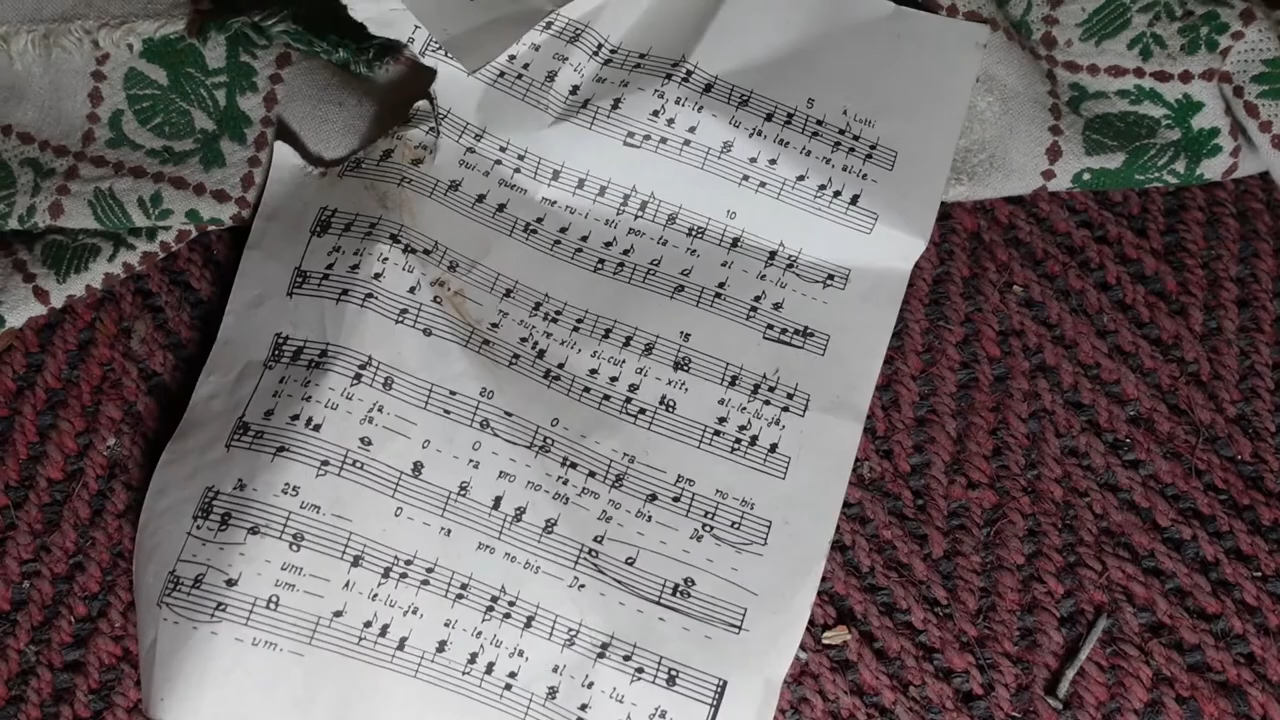 5 A. Lotti
coe-li, lae-ta-ra, al-le-lu-ja, lae-ta-re, al-le-
10
lu-ja, qui-a quem me-ru-i-sti por-ta-re, al-le-lu----
15
ja, al-le-lu-ja,— re-sur-re-xit, si-cut di-xit, al-le-lu-ja,
20 O--------ra— pro no-bis
al-le-lu-ja.—
al-le-lu-ja.— O-------ra-pro no-bis— De
O---ra pro no-bis— De-
De- 25 um.— O---ra pro no-bis— De
um.—
um.— Al-le-lu-ja, al-le-lu-ja, al-le-lu-ja.
um.—